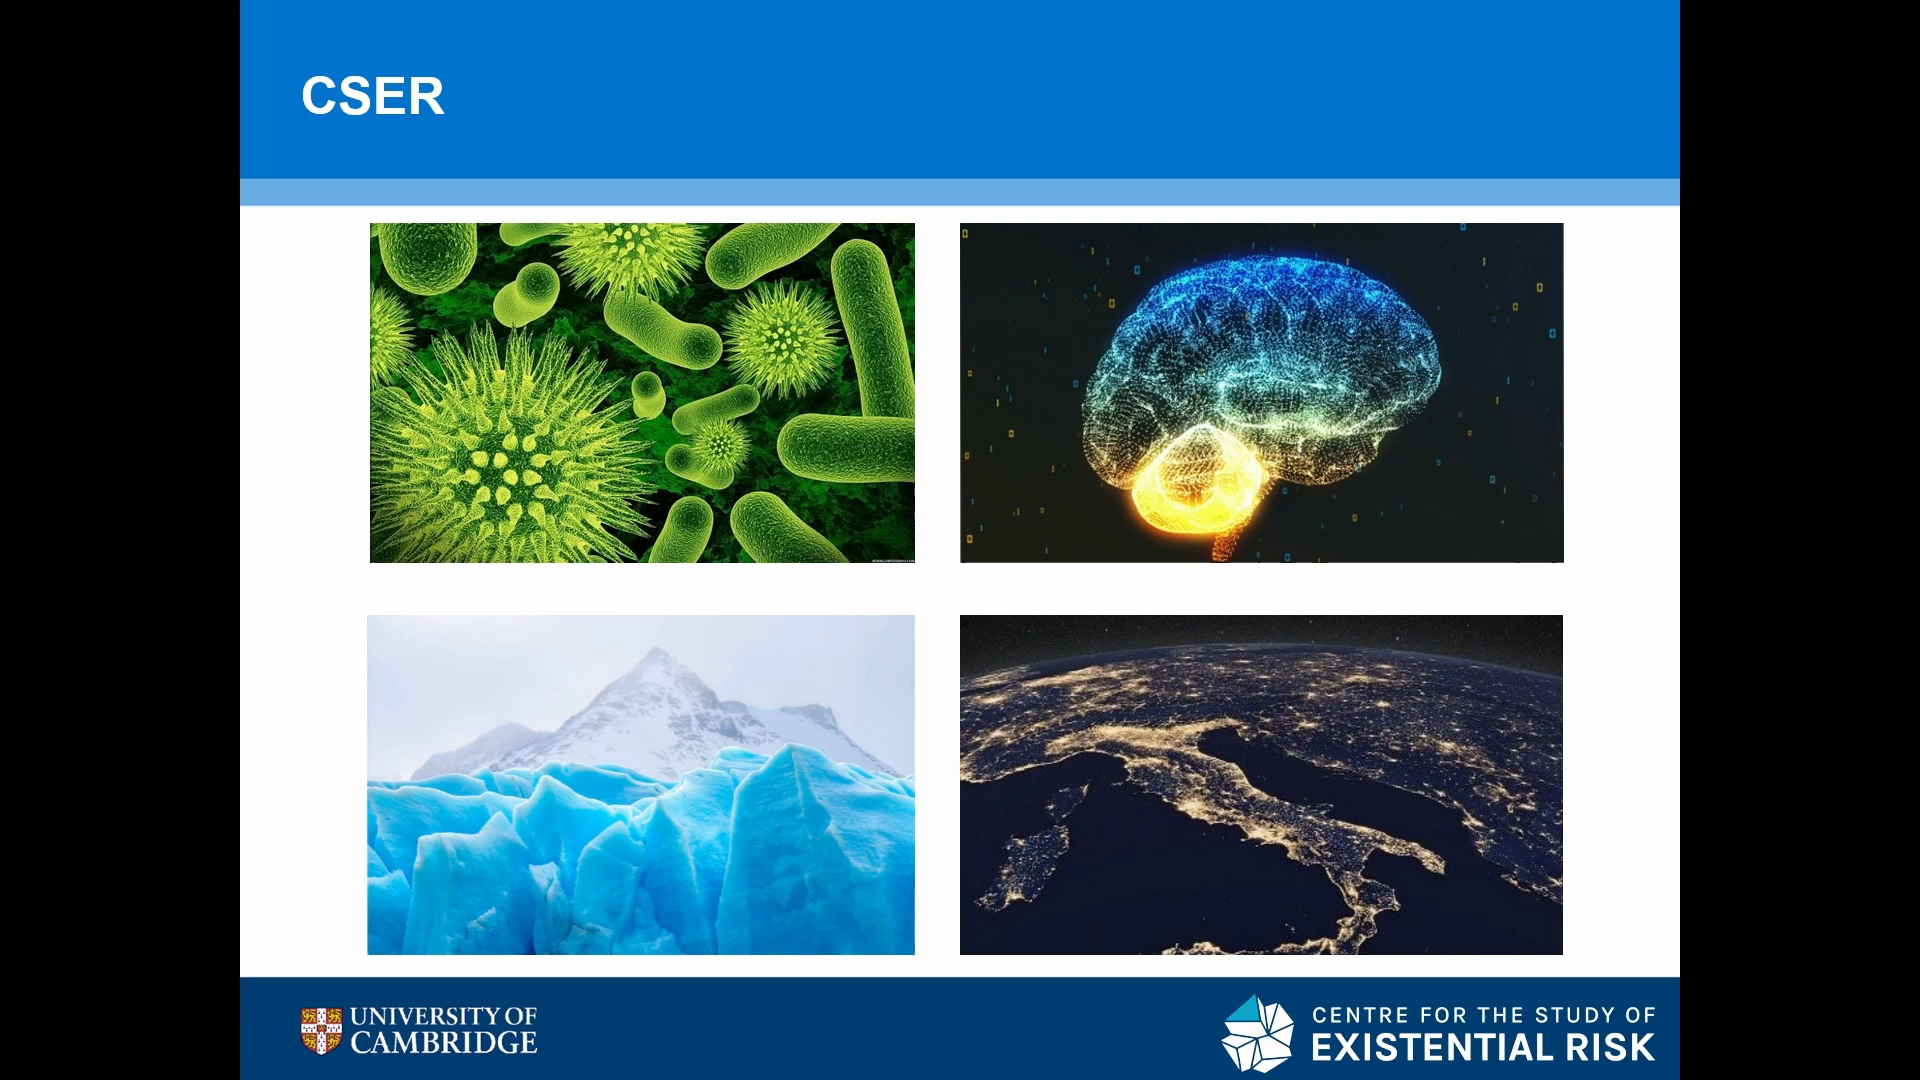 CSER
UNIVERSITY OF
CAMBRIDGE
CENTRE FOR THE STUDY OF
EXISTENTIAL RISK